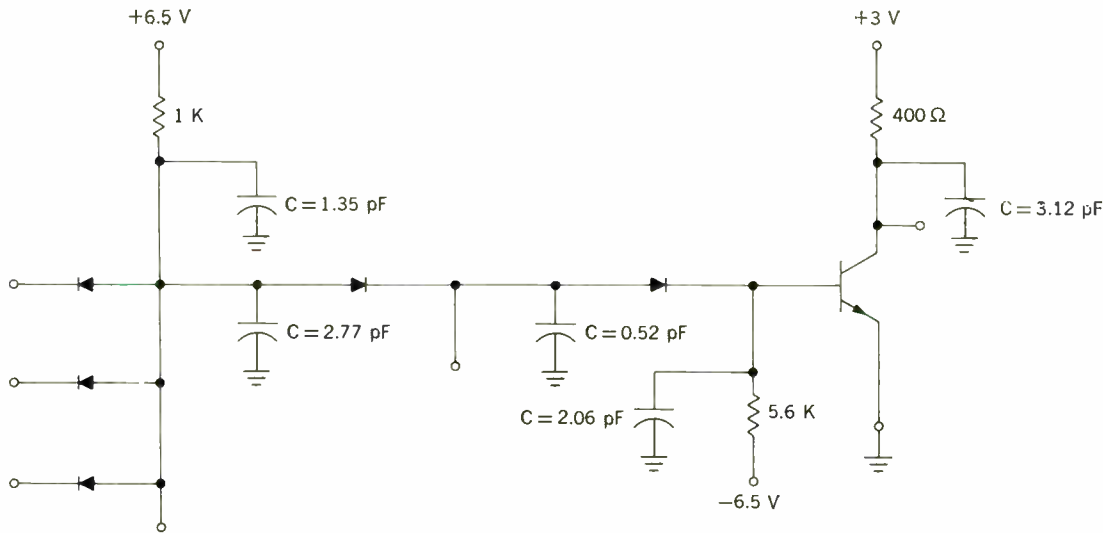 +6.5 V
+3 V
1 K
400 Ω
C = 1.35 pF
C = 3.12 pF
C = 2.77 pF
C = 0.52 pF
C = 2.06 pF
5.6 K
−6.5 V